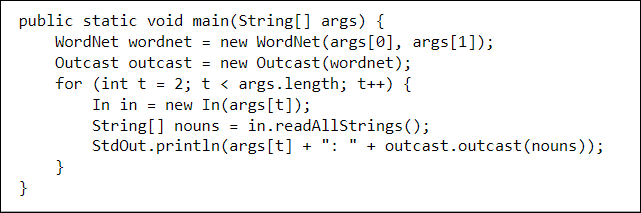 public static void main(String[] args) {
    WordNet wordnet = new WordNet(args[0], args[1]);
    Outcast outcast = new Outcast(wordnet);
    for (int t = 2; t < args.length; t++) {
        In in = new In(args[t]);
        String[] nouns = in.readAllStrings();
        StdOut.println(args[t] + ": " + outcast.outcast(nouns));
    }
}